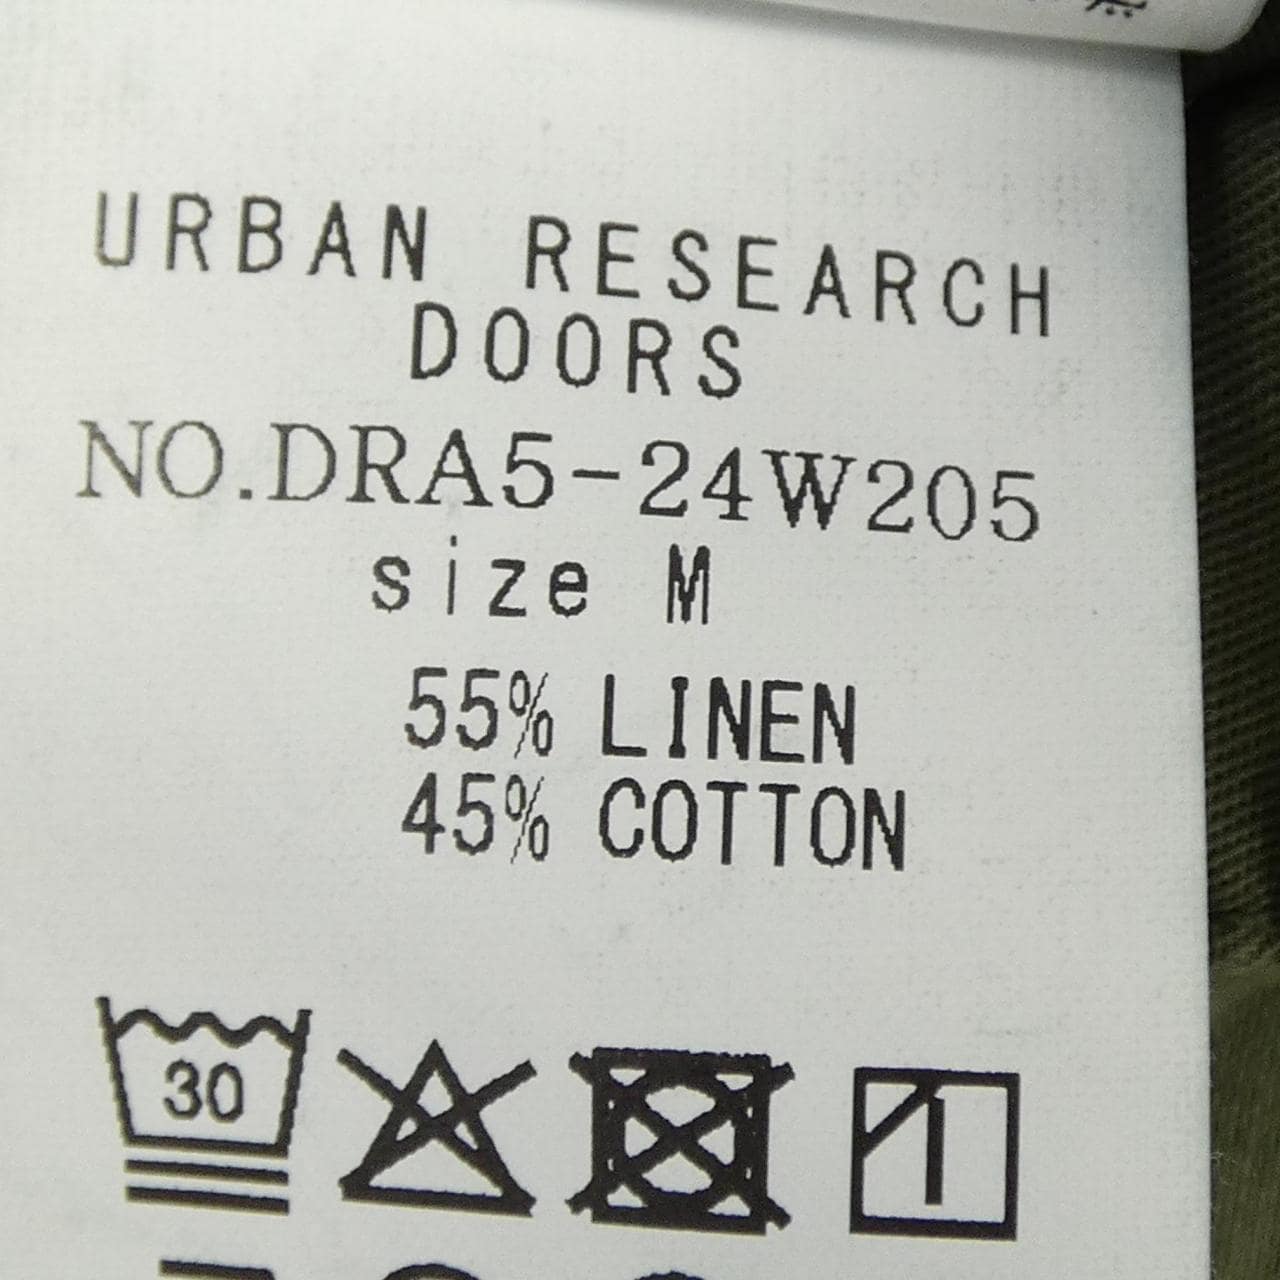 URBAN RESEARCH
DOORS
NO.DRA5-24W205
size M
55% LINEN
45% COTTON
30